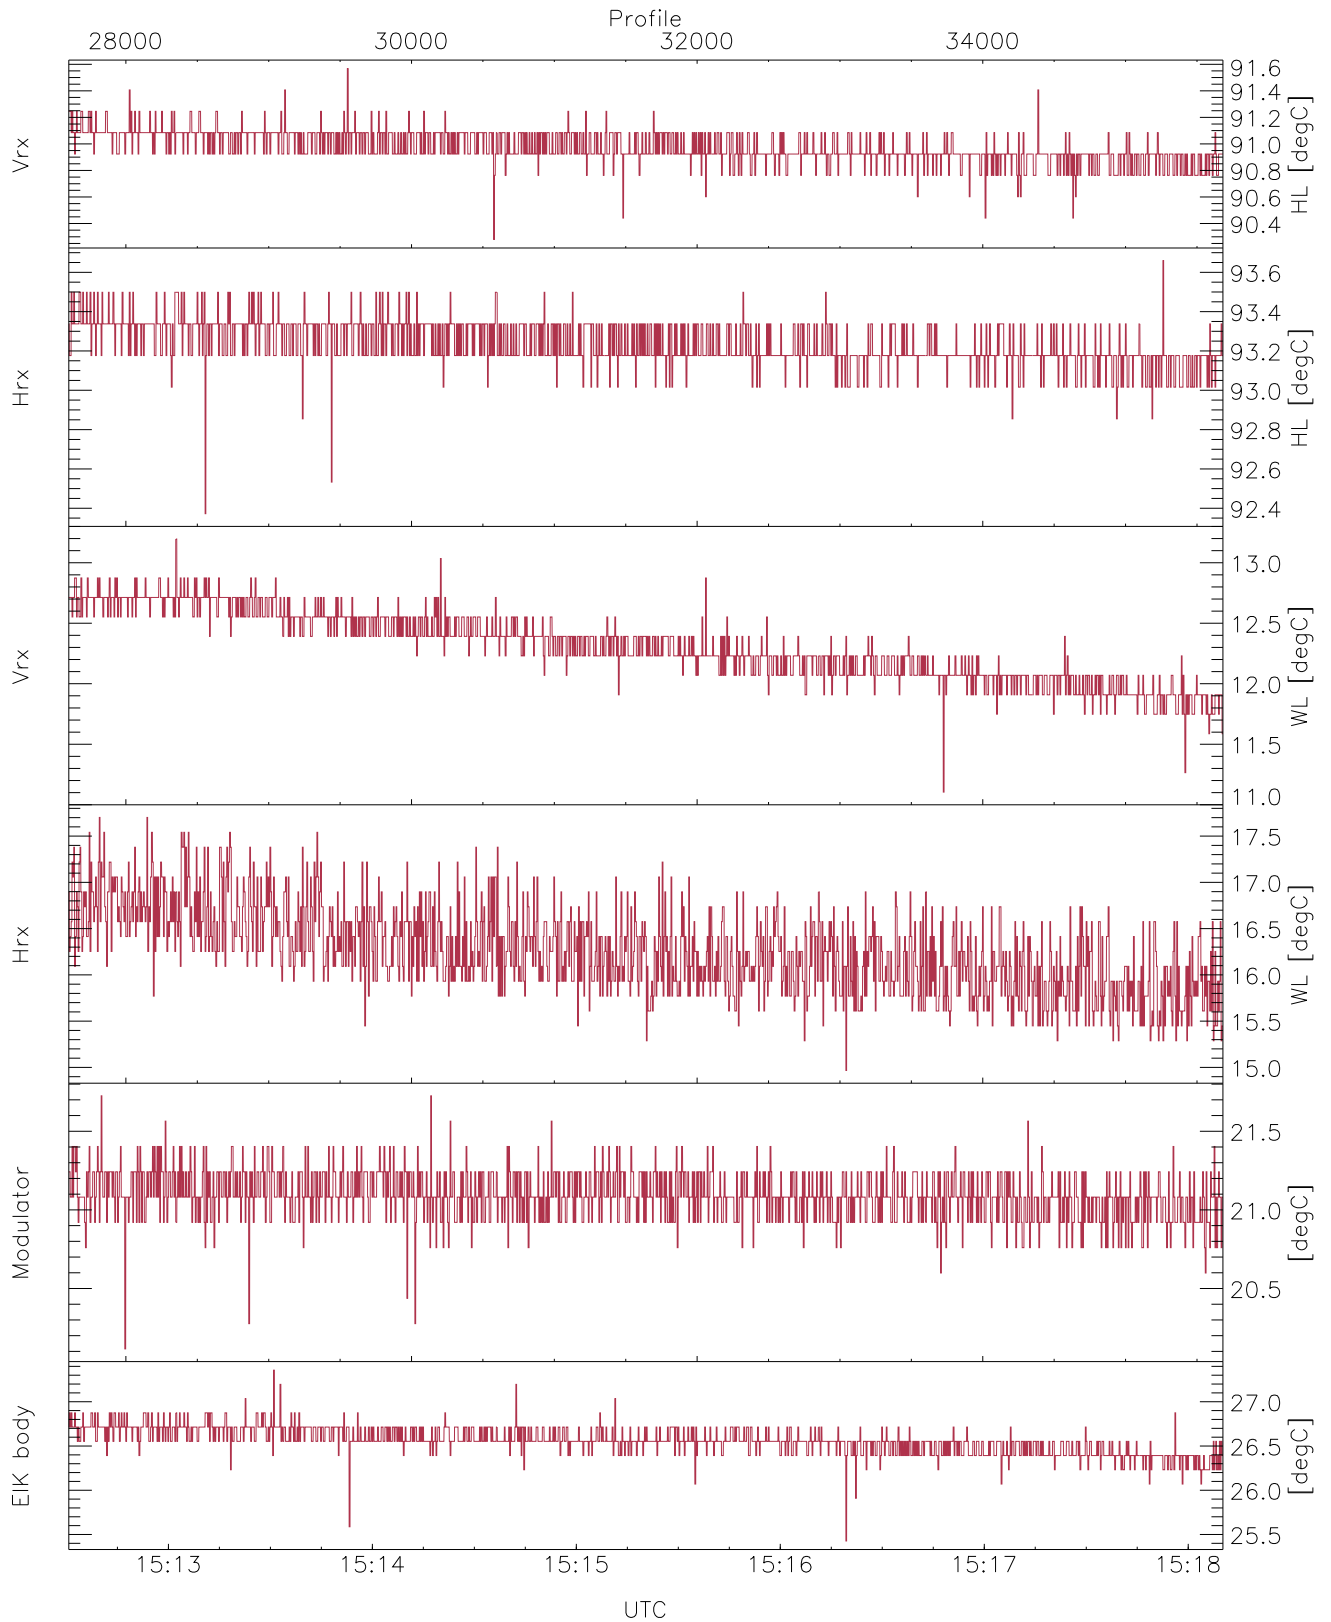 Profile
28000 30000 32000 34000
Vrx
91.6
91.4
91.2
91.0
90.8
90.6
90.4
HL [degC]
Hrx
93.6
93.4
93.2
93.0
92.8
92.6
92.4
HL [degC]
Vrx
13.0
12.5
12.0
11.5
11.0
WL [degC]
Hrx
17.5
17.0
16.5
16.0
15.5
15.0
WL [degC]
Modulator
21.5
21.0
20.5
[degC]
EIK body
27.0
26.5
26.0
25.5
[degC]
15:13 15:14 15:15 15:16 15:17 15:18
UTC